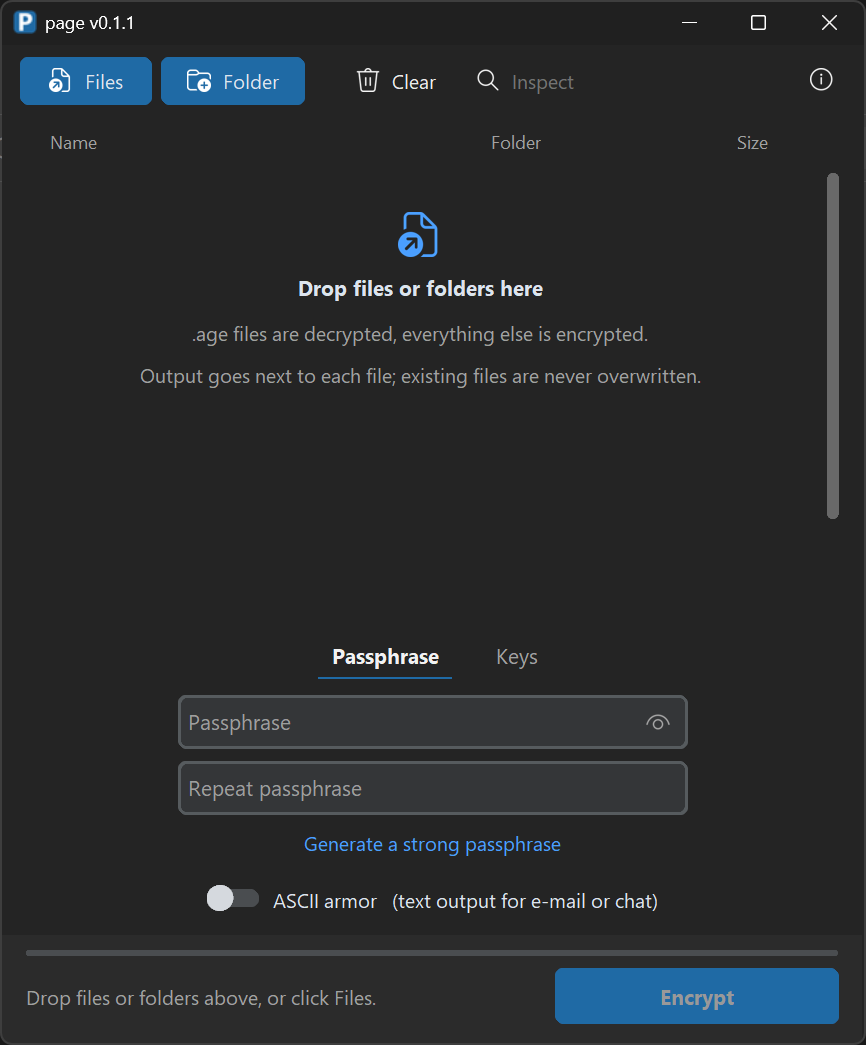 P page v0.1.1
Files Folder Clear Inspect
Name Folder Size
Drop files or folders here
.age files are decrypted, everything else is encrypted.
Output goes next to each file; existing files are never overwritten.
Passphrase Keys
Passphrase
Repeat passphrase
Generate a strong passphrase
ASCII armor (text output for e-mail or chat)
Drop files or folders above, or click Files. Encrypt